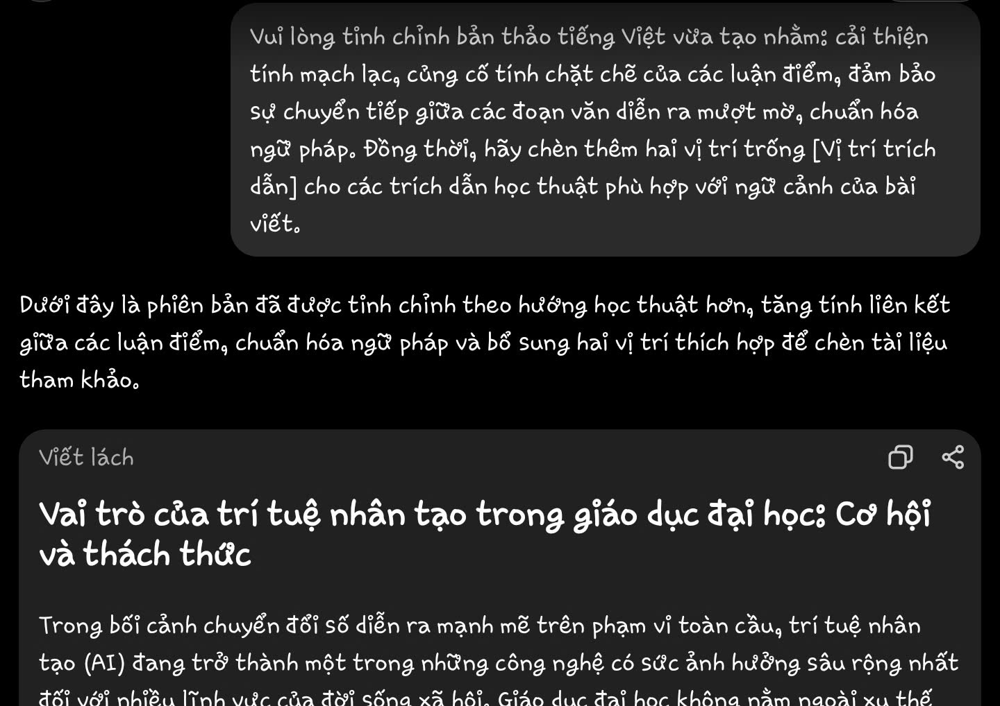 Vui lòng tinh chỉnh bản thảo tiếng Việt vừa tạo nhằm: cải thiện
tính mạch lạc, củng cố tính chặt chẽ của các luận điểm, đảm bảo
sự chuyển tiếp giữa các đoạn văn diễn ra mượt mờ, chuẩn hóa
ngữ pháp. Đồng thời, hãy chèn thêm hai vị trí trống [Vị trí trích
dẫn] cho các trích dẫn học thuật phù hợp với ngữ cảnh của bài
viết.
Dưới đây là phiên bản đã được tinh chỉnh theo hướng học thuật hơn, tăng tính liên kết
giữa các luận điểm, chuẩn hóa ngữ pháp và bổ sung hai vị trí thích hợp để chèn tài liệu
tham khảo.
Viết lách
Vai trò của trí tuệ nhân tạo trong giáo dục đại học: Cơ hội
và thách thức
Trong bối cảnh chuyển đổi số diễn ra mạnh mẽ trên phạm vi toàn cầu, trí tuệ nhân
tạo (AI) đang trở thành một trong những công nghệ có sức ảnh hưởng sâu rộng nhất
đối với nhiều lĩnh vực của đời sống xã hội. Giáo dục đại học không nằm ngoài xu thế